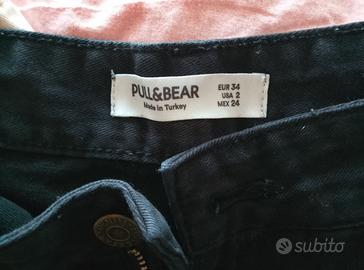 PULL&BEAR
Made in Turkey
EUR 34
USA 2
MEX 24
subito